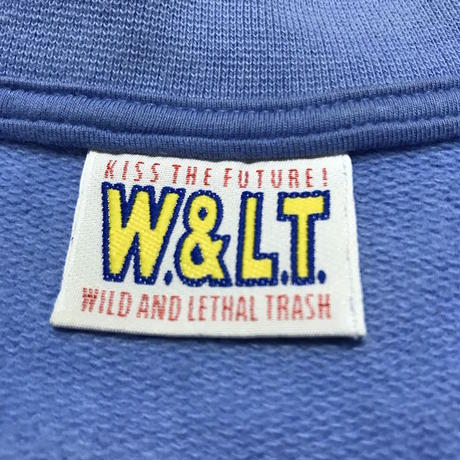 KISS THE FUTURE!
W.&L.T.
WILD AND LETHAL TRASH